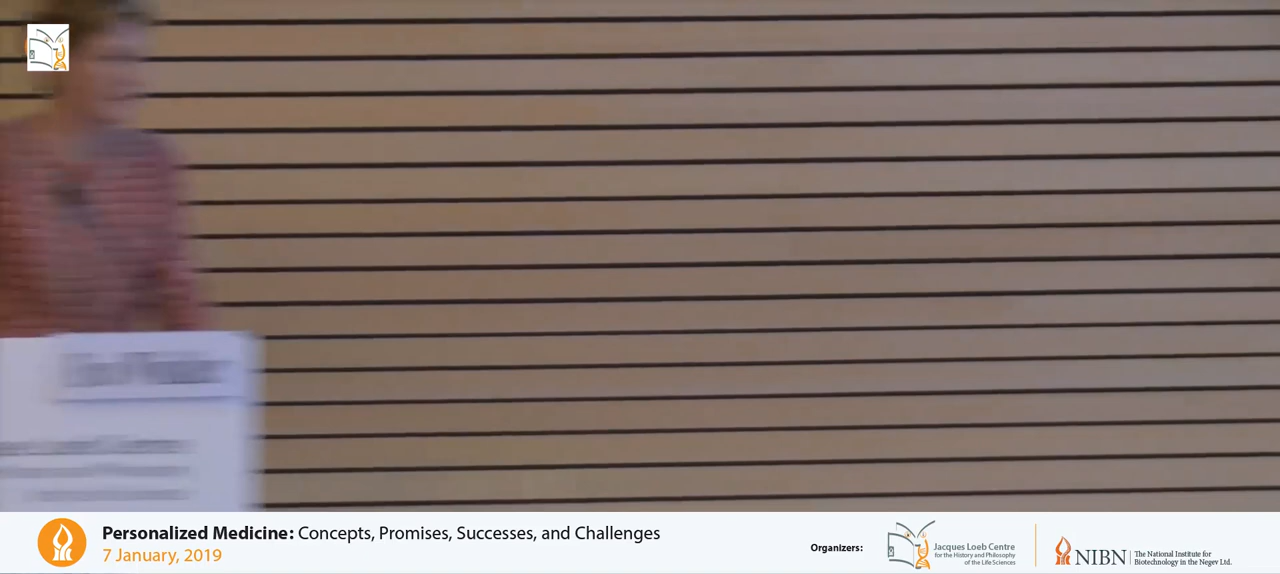 Personalized Medicine: Concepts, Promises, Successes, and Challenges
7 January, 2019
Organizers:
Jacques Loeb Centre
for the History and Philosophy
of the Life Sciences
NIBN
The National Institute for
Biotechnology in the Negev Ltd.